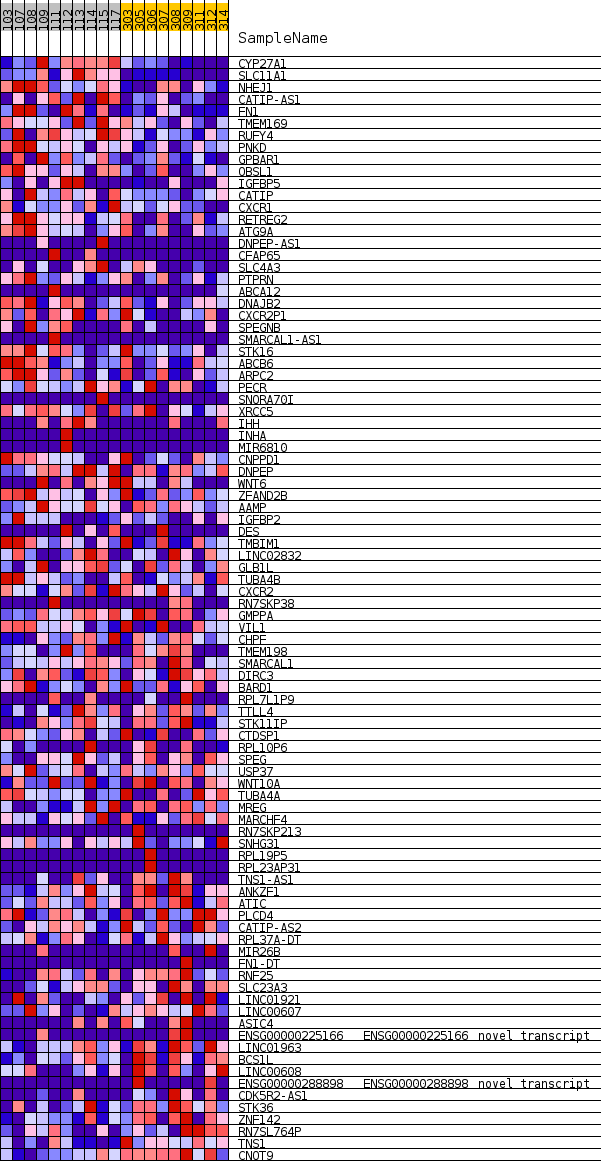 103 107 108 109 111 112 113 114 115 117 303 305 306 307 308 309 311 312 314
SampleName
CYP27A1
SLC11A1
NHEJ1
CATIP-AS1
FN1
TMEM169
RUFY4
PNKD
GPBAR1
OBSL1
IGFBP5
CATIP
CXCR1
RETREG2
ATG9A
DNPEP-AS1
CFAP65
SLC4A3
PTPRN
ABCA12
DNAJB2
CXCR2P1
SPEGNB
SMARCAL1-AS1
STK16
ABCB6
ARPC2
PECR
SNORA70I
XRCC5
IHH
INHA
MIR6810
CNPPD1
DNPEP
WNT6
ZFAND2B
AAMP
IGFBP2
DES
TMBIM1
LINC02832
GLB1L
TUBA4B
CXCR2
RN7SKP38
GMPPA
VIL1
CHPF
TMEM198
SMARCAL1
DIRC3
BARD1
RPL7L1P9
TTLL4
STK11IP
CTDSP1
RPL10P6
SPEG
USP37
WNT10A
TUBA4A
MREG
MARCHF4
RN7SKP213
SNHG31
RPL19P5
RPL23AP31
TNS1-AS1
ANKZF1
ATIC
PLCD4
CATIP-AS2
RPL37A-DT
MIR26B
FN1-DT
RNF25
SLC23A3
LINC01921
LINC00607
ASIC4
ENSG00000225166 ENSG00000225166 novel transcript
LINC01963
BCS1L
LINC00608
ENSG00000288898 ENSG00000288898 novel transcript
CDK5R2-AS1
STK36
ZNF142
RN7SL764P
TNS1
CNOT9